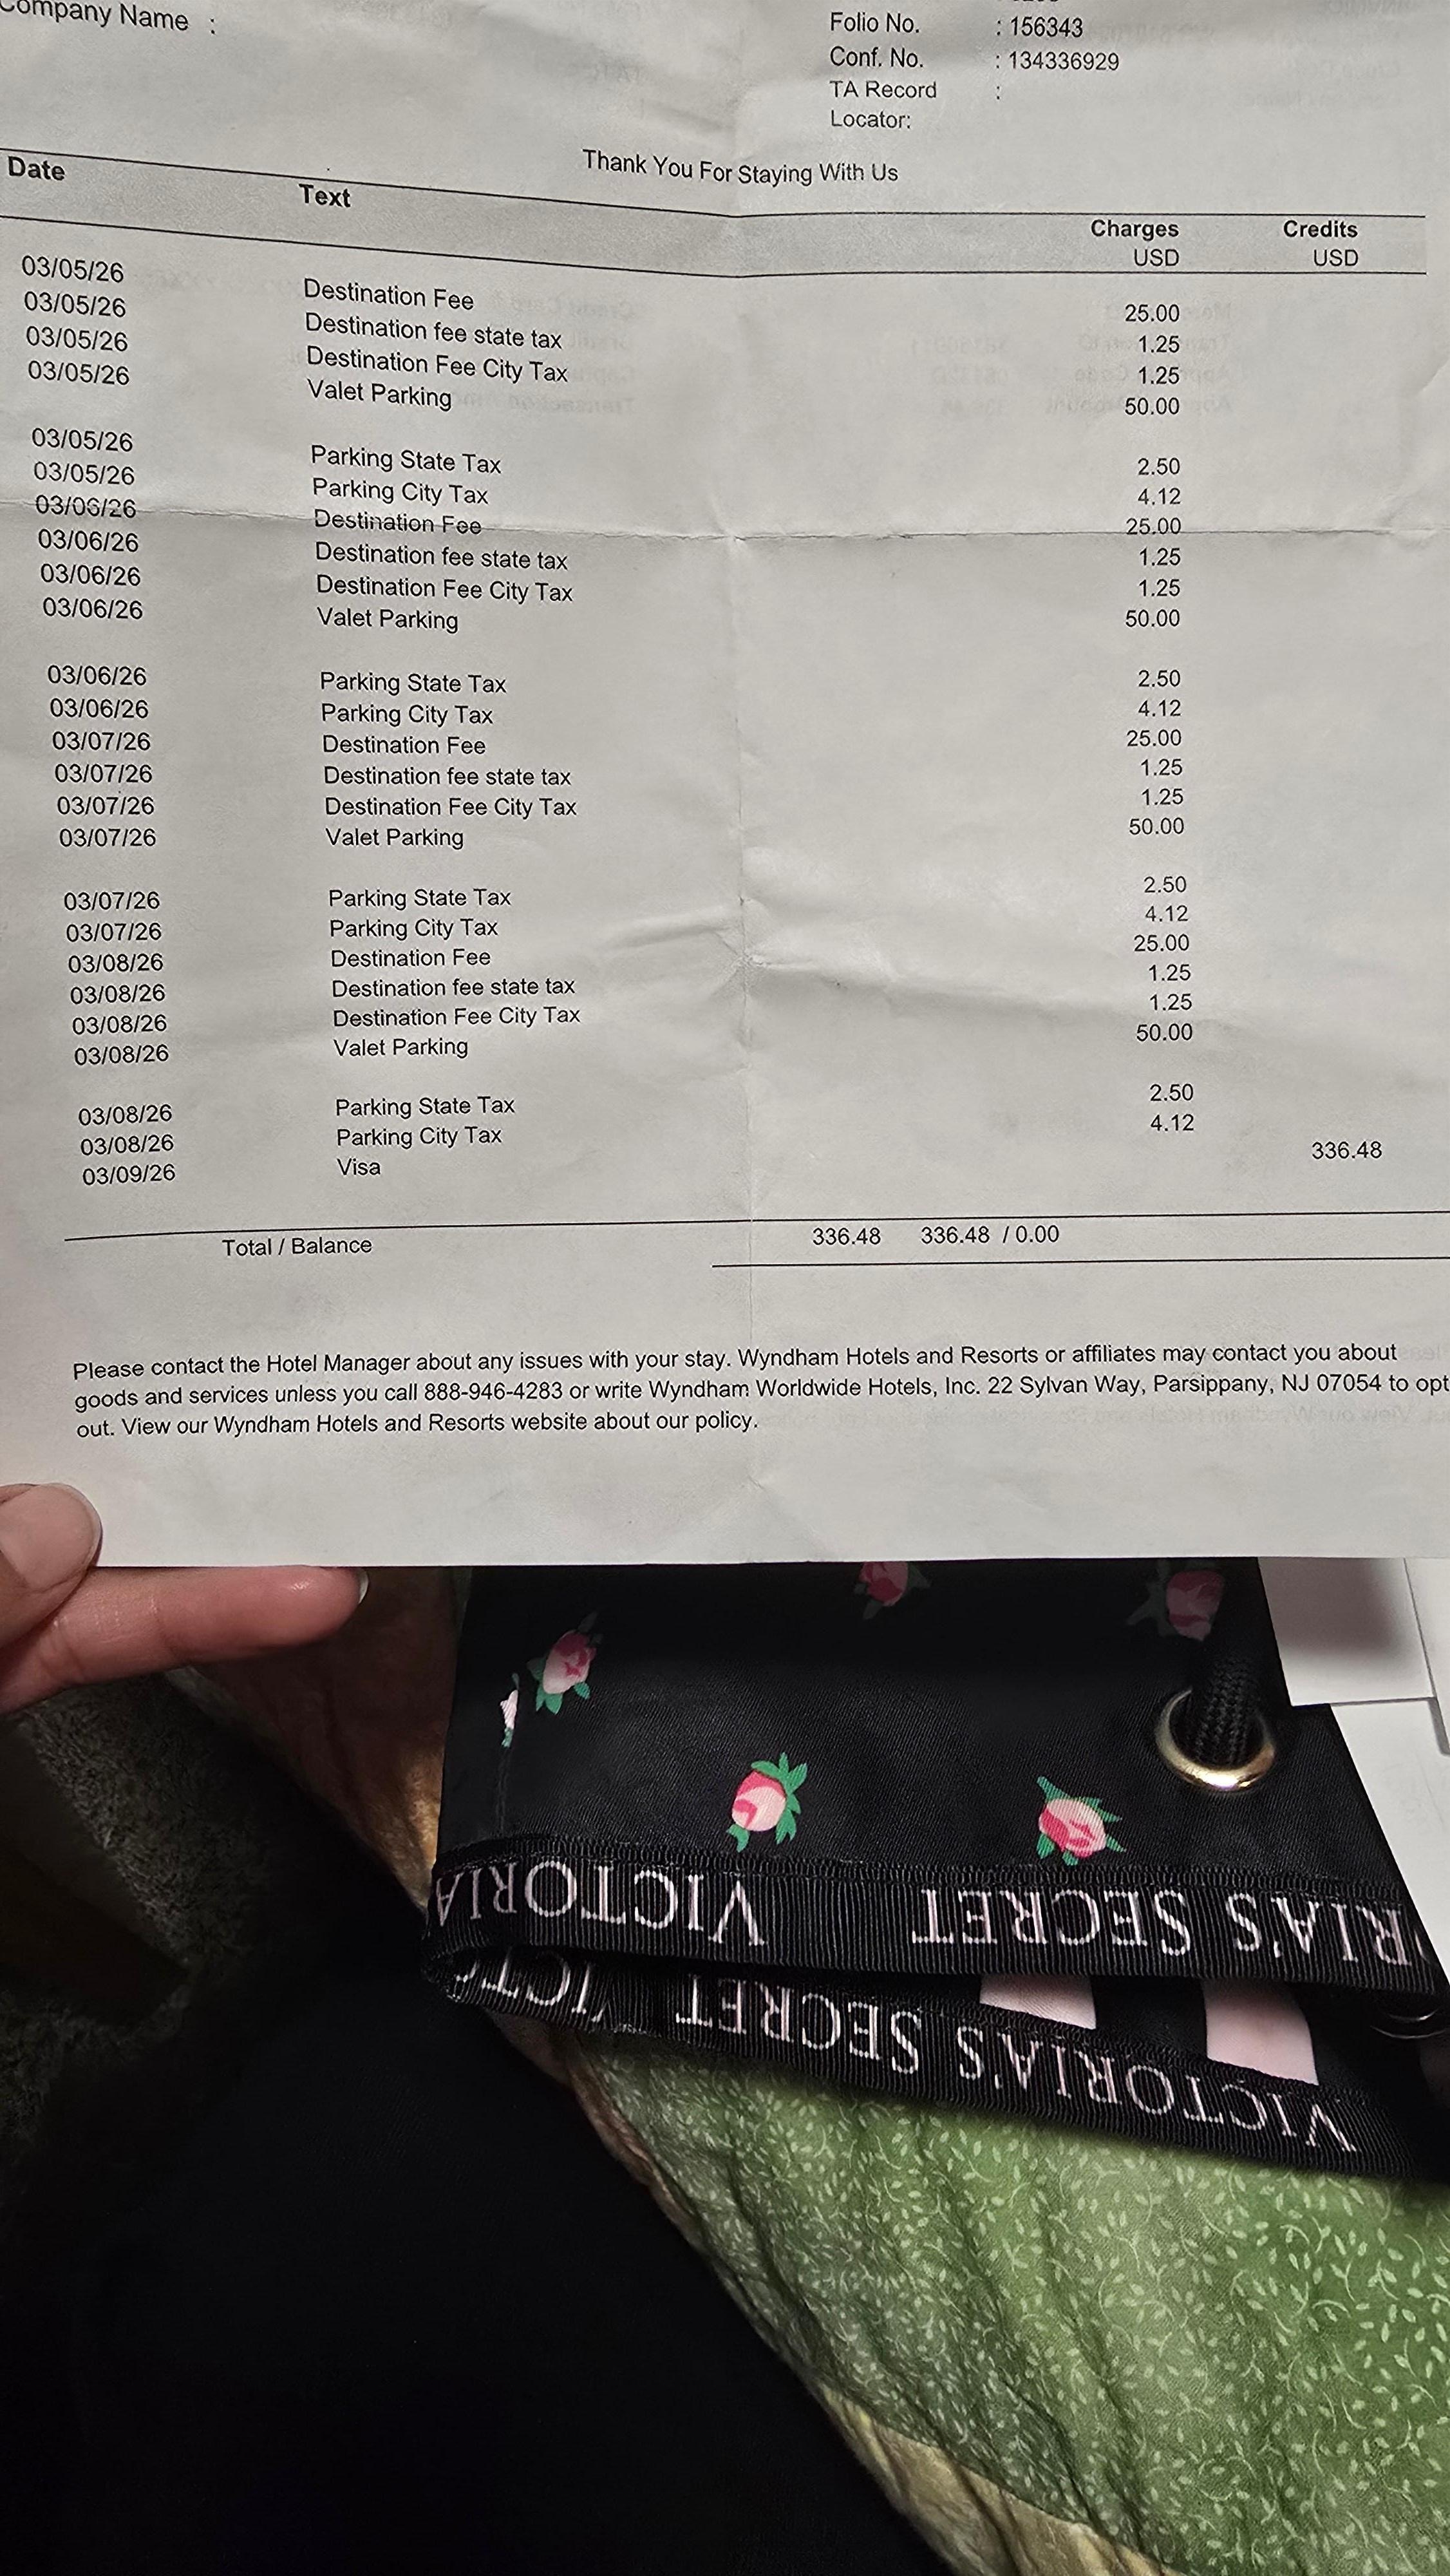 Company Name :
Folio No. : 156343
Conf. No. : 134336929
TA Record :
Locator:
Thank You For Staying With Us
Date Text Charges Credits
USD USD
03/05/26 Destination Fee 25.00
03/05/26 Destination fee state tax 1.25
03/05/26 Destination Fee City Tax 1.25
03/05/26 Valet Parking 50.00
03/05/26 Parking State Tax 2.50
03/05/26 Parking City Tax 4.12
03/06/26 Destination Fee 25.00
03/06/26 Destination fee state tax 1.25
03/06/26 Destination Fee City Tax 1.25
03/06/26 Valet Parking 50.00
03/06/26 Parking State Tax 2.50
03/06/26 Parking City Tax 4.12
03/07/26 Destination Fee 25.00
03/07/26 Destination fee state tax 1.25
03/07/26 Destination Fee City Tax 1.25
03/07/26 Valet Parking 50.00
03/07/26 Parking State Tax 2.50
03/07/26 Parking City Tax 4.12
03/08/26 Destination Fee 25.00
03/08/26 Destination fee state tax 1.25
03/08/26 Destination Fee City Tax 1.25
03/08/26 Valet Parking 50.00
03/08/26 Parking State Tax 2.50
03/08/26 Parking City Tax 4.12
03/09/26 Visa 336.48
Total / Balance 336.48 336.48 / 0.00
Please contact the Hotel Manager about any issues with your stay. Wyndham Hotels and Resorts or affiliates may contact you about
goods and services unless you call 888-946-4283 or write Wyndham Worldwide Hotels, Inc. 22 Sylvan Way, Parsippany, NJ 07054 to opt
out. View our Wyndham Hotels and Resorts website about our policy.
RIA'S SECRET VICTORIA
VICTORIA'S SECRET VICT